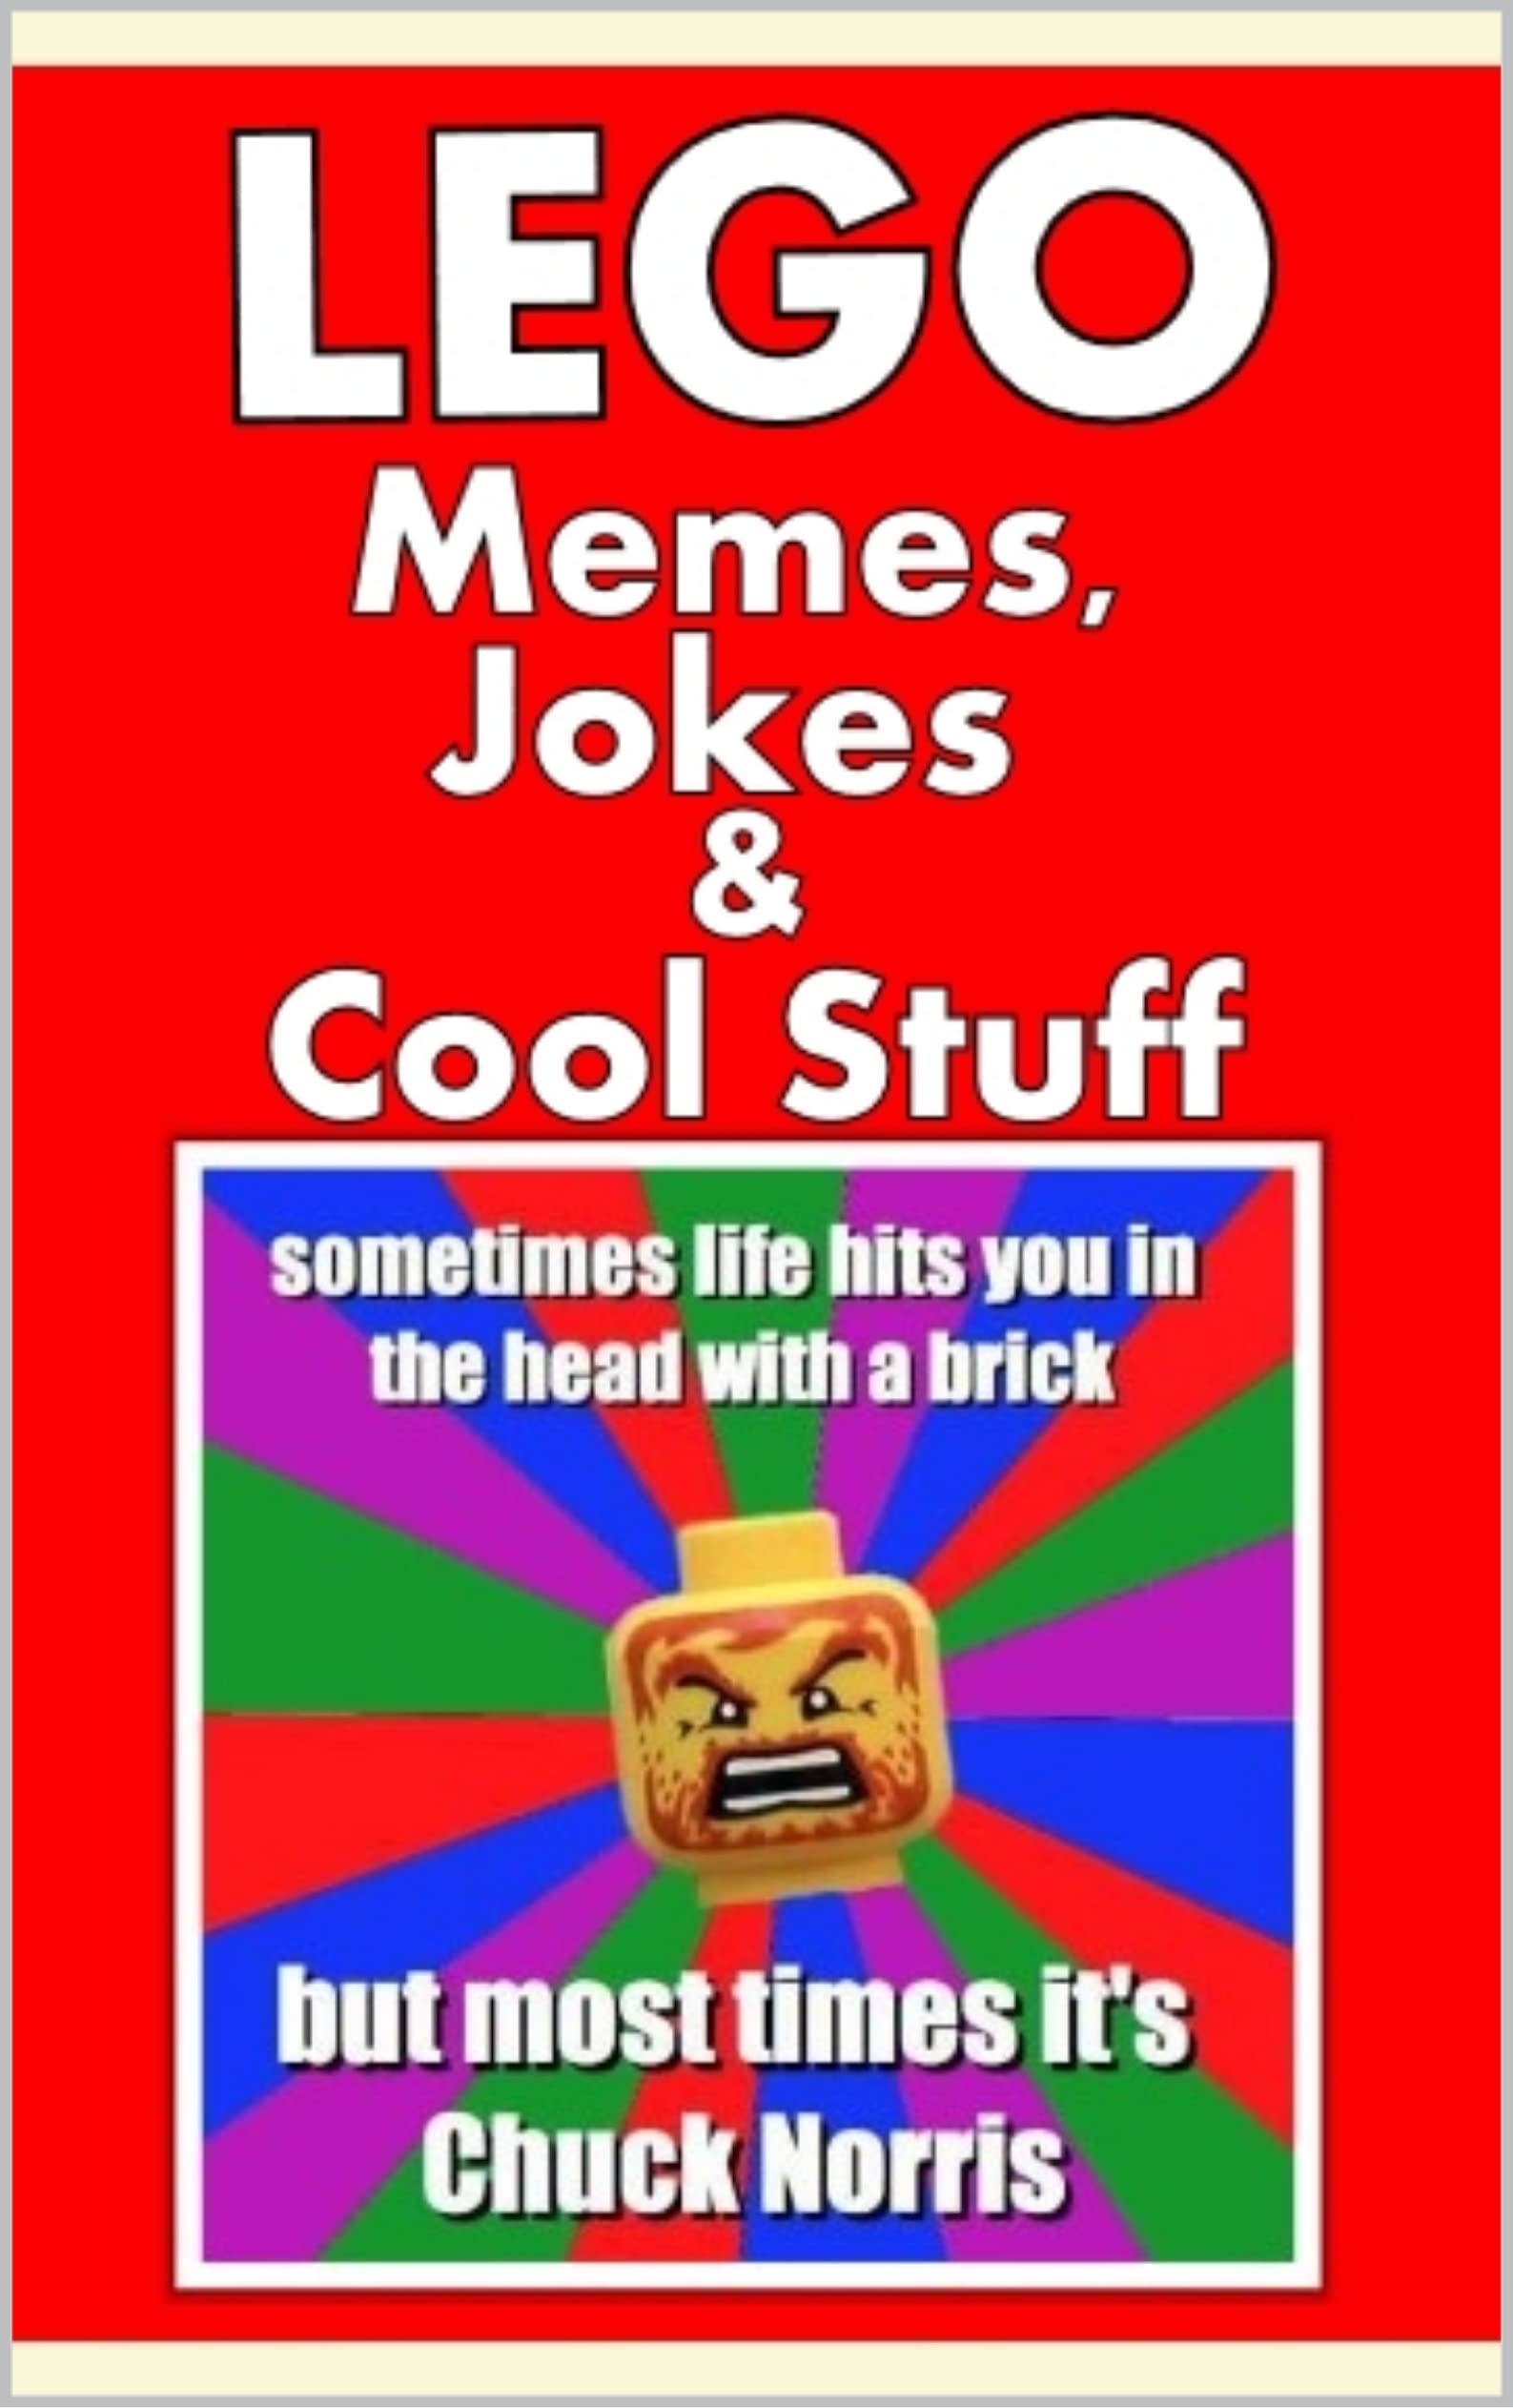 LEGO
Memes,
Jokes
&
Cool Stuff
sometimes life hits you in
the head with a brick
but most times it's
Chuck Norris